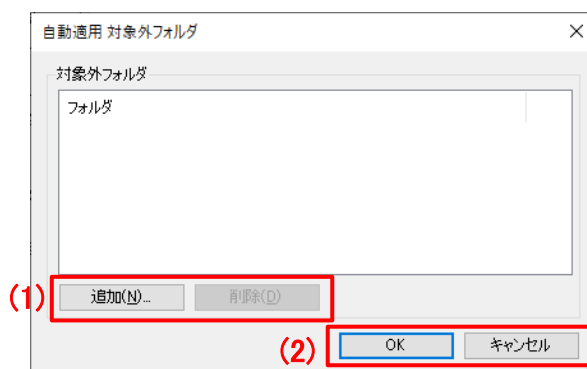 自動適用 対象外フォルダ
対象外フォルダ
フォルダ
(1) 追加(N)... 削除(D)
(2) OK キャンセル